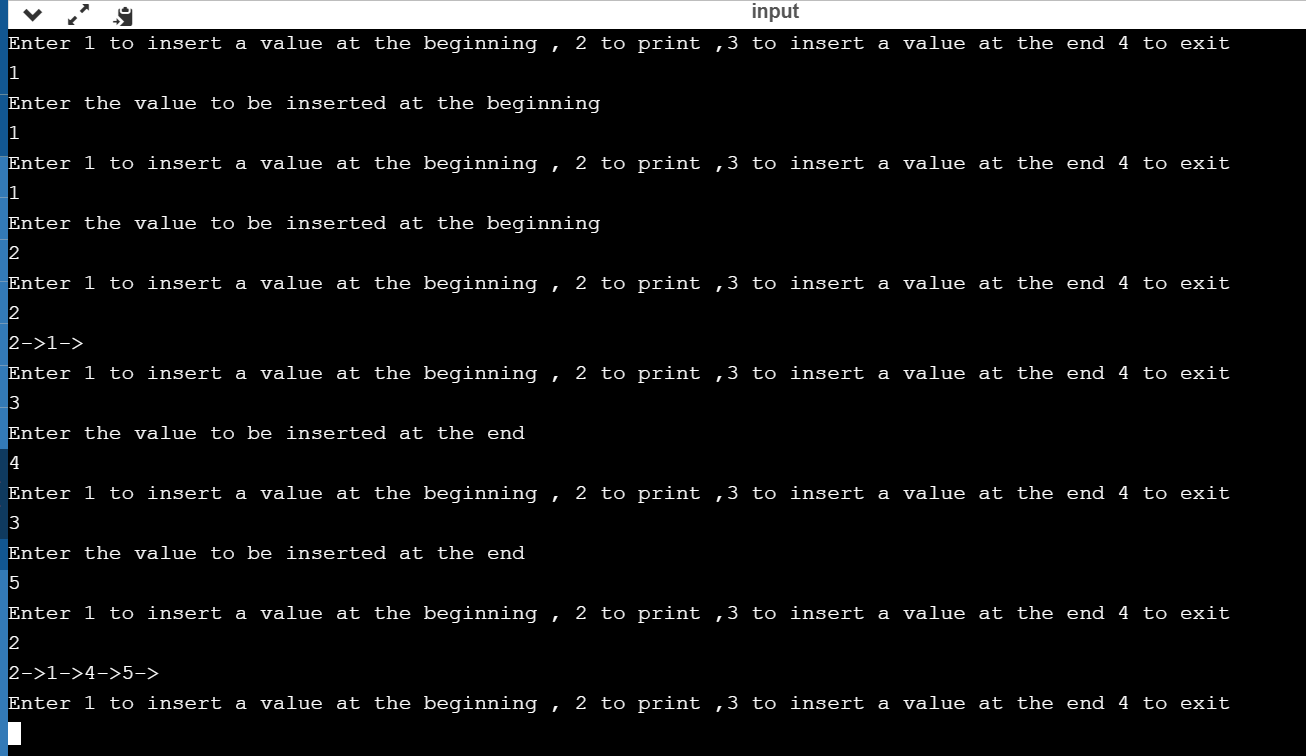 input
Enter 1 to insert a value at the beginning , 2 to print ,3 to insert a value at the end 4 to exit
1
Enter the value to be inserted at the beginning
1
Enter 1 to insert a value at the beginning , 2 to print ,3 to insert a value at the end 4 to exit
1
Enter the value to be inserted at the beginning
2
Enter 1 to insert a value at the beginning , 2 to print ,3 to insert a value at the end 4 to exit
2
2->1->
Enter 1 to insert a value at the beginning , 2 to print ,3 to insert a value at the end 4 to exit
3
Enter the value to be inserted at the end
4
Enter 1 to insert a value at the beginning , 2 to print ,3 to insert a value at the end 4 to exit
3
Enter the value to be inserted at the end
5
Enter 1 to insert a value at the beginning , 2 to print ,3 to insert a value at the end 4 to exit
2
2->1->4->5->
Enter 1 to insert a value at the beginning , 2 to print ,3 to insert a value at the end 4 to exit